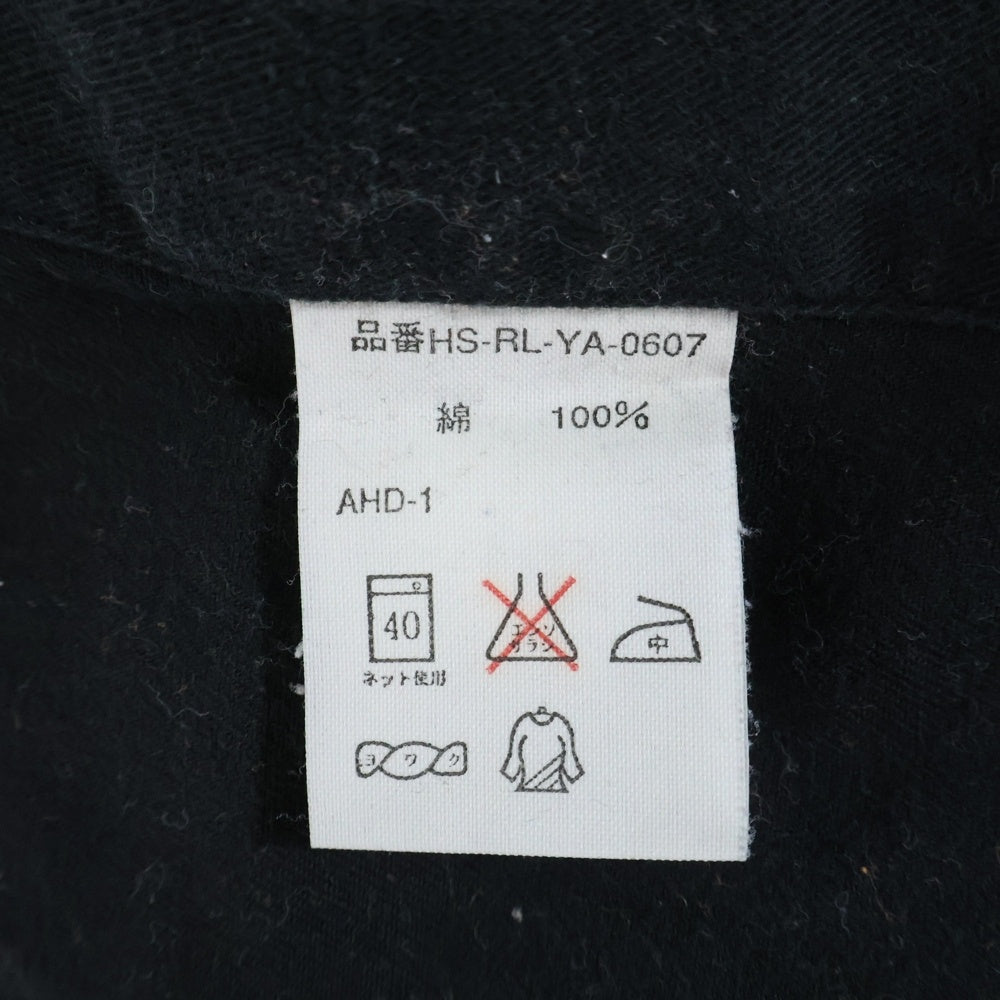 品番HS-RL-YA-0607
綿 100%
AHD-1
40
エンソ
サラシ
中
ネット使用
ヨワク